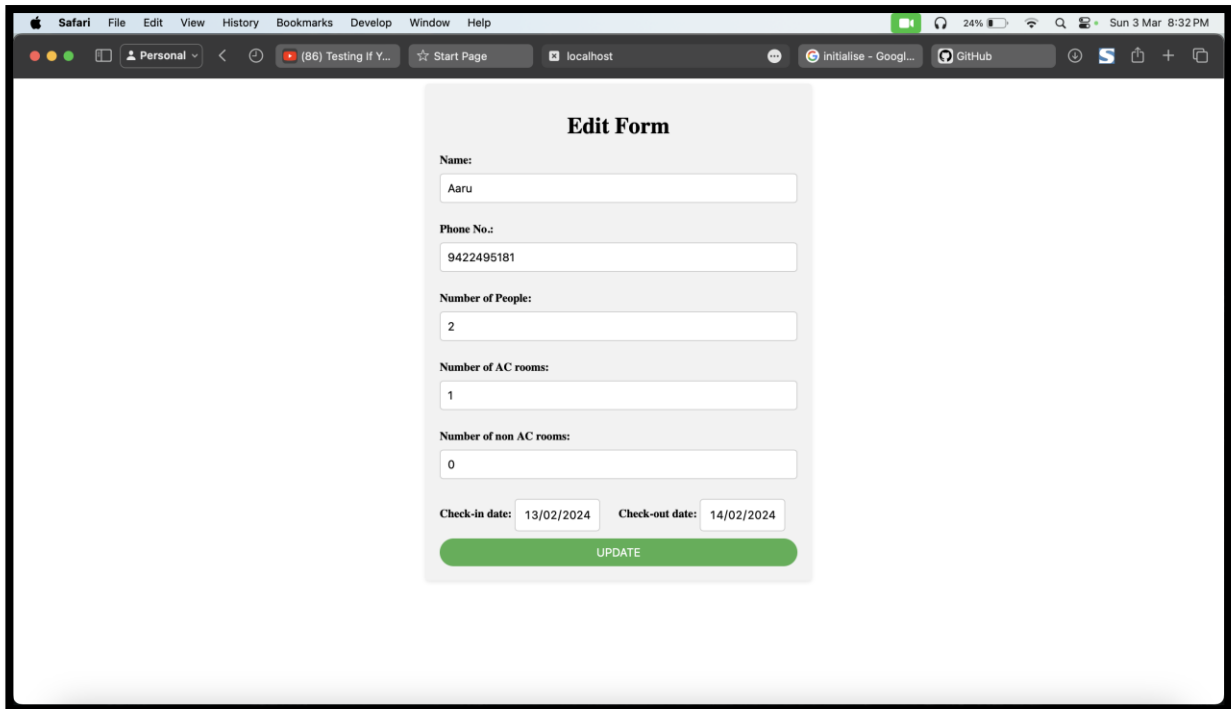 Safari File Edit View History Bookmarks Develop Window Help 24% Sun 3 Mar 8:32 PM
Personal (86) Testing If Y... Start Page localhost initialise - Googl... GitHub
Edit Form
Name:
Aaru
Phone No.:
9422495181
Number of People:
2
Number of AC rooms:
1
Number of non AC rooms:
0
Check-in date: 13/02/2024 Check-out date: 14/02/2024
UPDATE